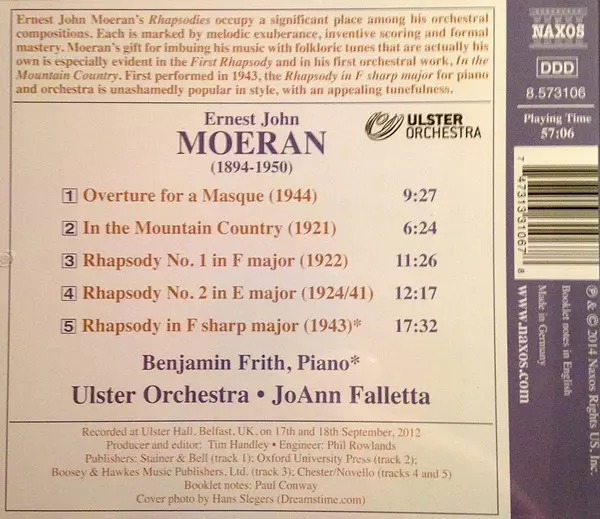 Ernest John Moeran's Rhapsodies occupy a significant place among his orchestral
compositions. Each is marked by melodic exuberance, inventive scoring and formal
mastery. Moeran's gift for imbuing his music with folkloric tunes that are actually his
own is especially evident in the First Rhapsody and in his first orchestral work, In the
Mountain Country. First performed in 1943, the Rhapsody in F sharp major for piano
and orchestra is unashamedly popular in style, with an appealing tunefulness.
Ernest John
MOERAN
(1894-1950)
ULSTER
ORCHESTRA
1 Overture for a Masque (1944) 9:27
2 In the Mountain Country (1921) 6:24
3 Rhapsody No. 1 in F major (1922) 11:26
4 Rhapsody No. 2 in E major (1924/41) 12:17
5 Rhapsody in F sharp major (1943)* 17:32
Benjamin Frith, Piano*
Ulster Orchestra • JoAnn Falletta
Recorded at Ulster Hall, Belfast, UK, on 17th and 18th September, 2012
Producer and editor: Tim Handley • Engineer: Phil Rowlands
Publishers: Stainer & Bell (track 1); Oxford University Press (track 2);
Boosey & Hawkes Music Publishers, Ltd. (track 3); Chester/Novello (tracks 4 and 5)
Booklet notes: Paul Conway
Cover photo by Hans Slegers (Dreamstime.com)
NAXOS
DDD
8.573106
Playing Time
57:06
7 47313 31067 8
℗ & © 2014 Naxos Rights US, Inc.
Booklet notes in English
Made in Germany
www.naxos.com